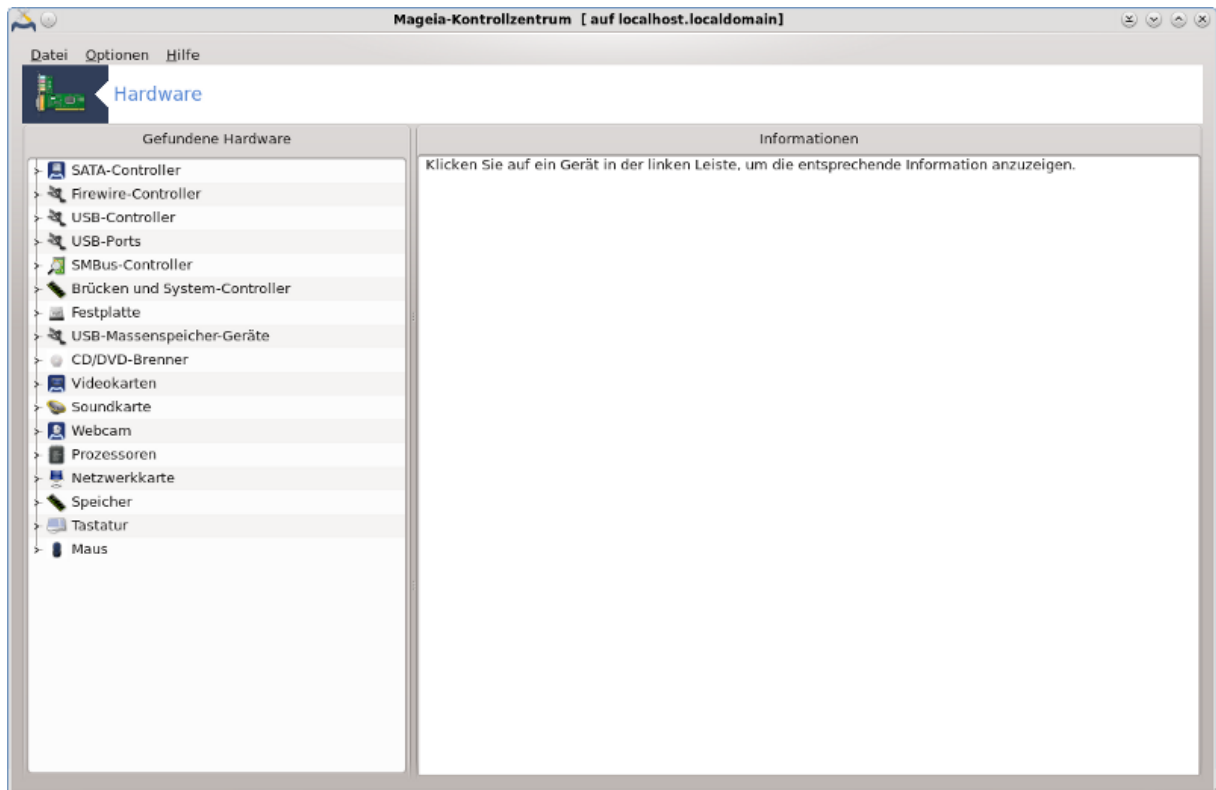 Mageia-Kontrollzentrum [ auf localhost.localdomain]
Datei Optionen Hilfe
Hardware
Gefundene Hardware
Informationen
SATA-Controller
Firewire-Controller
USB-Controller
USB-Ports
SMBus-Controller
Brücken und System-Controller
Festplatte
USB-Massenspeicher-Geräte
CD/DVD-Brenner
Videokarten
Soundkarte
Webcam
Prozessoren
Netzwerkkarte
Speicher
Tastatur
Maus
Klicken Sie auf ein Gerät in der linken Leiste, um die entsprechende Information anzuzeigen.